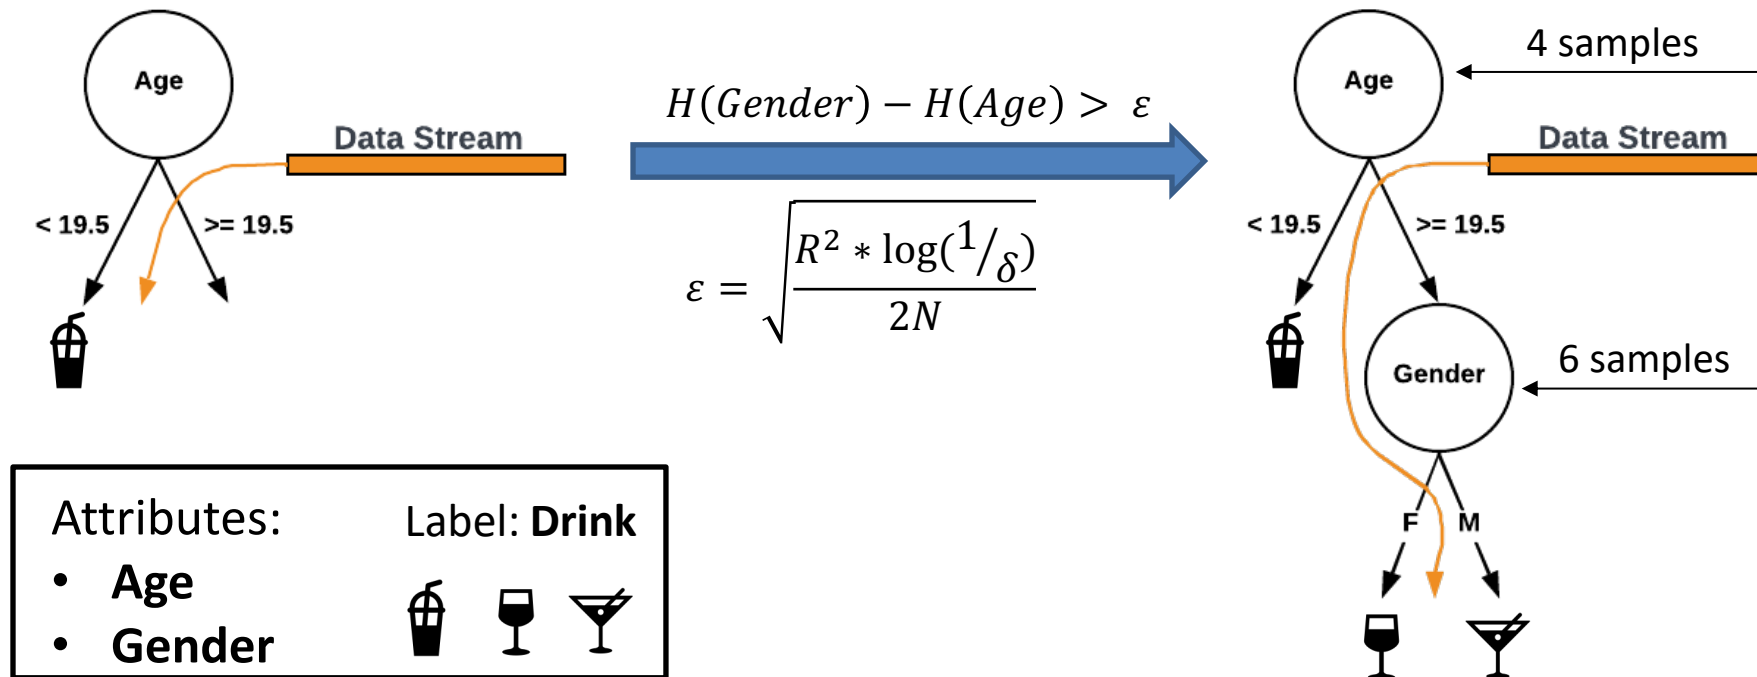 Age
Data Stream
< 19.5
>= 19.5
H(Gender) − H(Age) > ε
ε = √(R² * log(1/δ) / 2N)
Age
4 samples
Data Stream
< 19.5
>= 19.5
Gender
6 samples
F
M
Attributes:
• Age
• Gender
Label: Drink